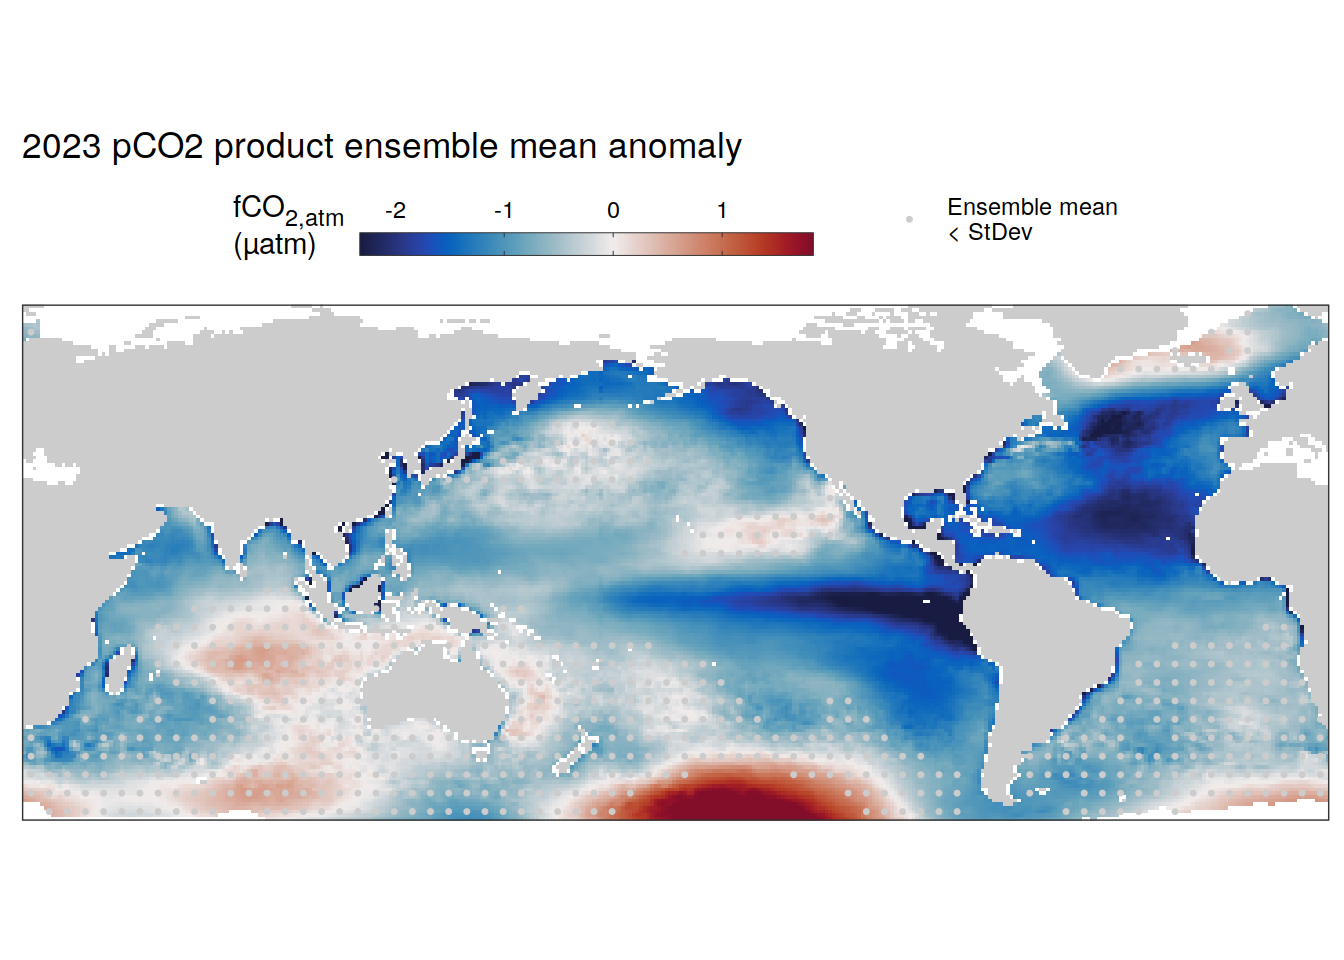 2023 pCO2 product ensemble mean anomaly
fCO2,atm
(µatm)
-2 -1 0 1
Ensemble mean
< StDev